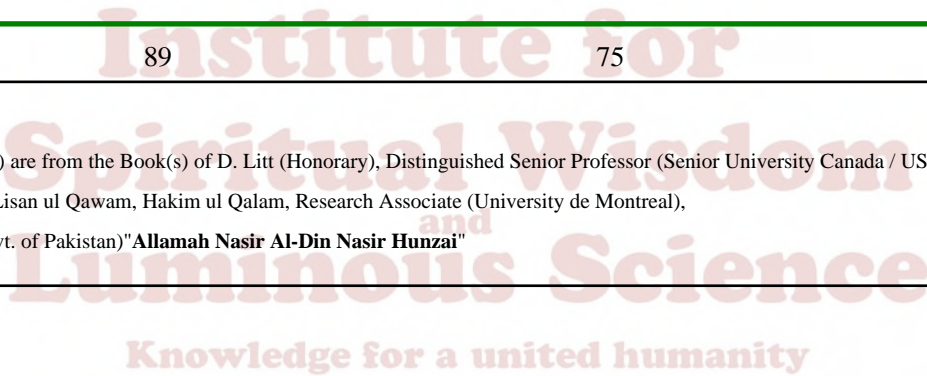 Institute for
89 75
Spiritual Wisdom
) are from the Book(s) of D. Litt (Honorary), Distinguished Senior Professor (Senior University Canada / US
Lisan ul Qawam, Hakim ul Qalam, Research Associate (University de Montreal),
and
vt. of Pakistan)"Allamah Nasir Al-Din Nasir Hunzai"
Luminous Science
Knowledge for a united humanity